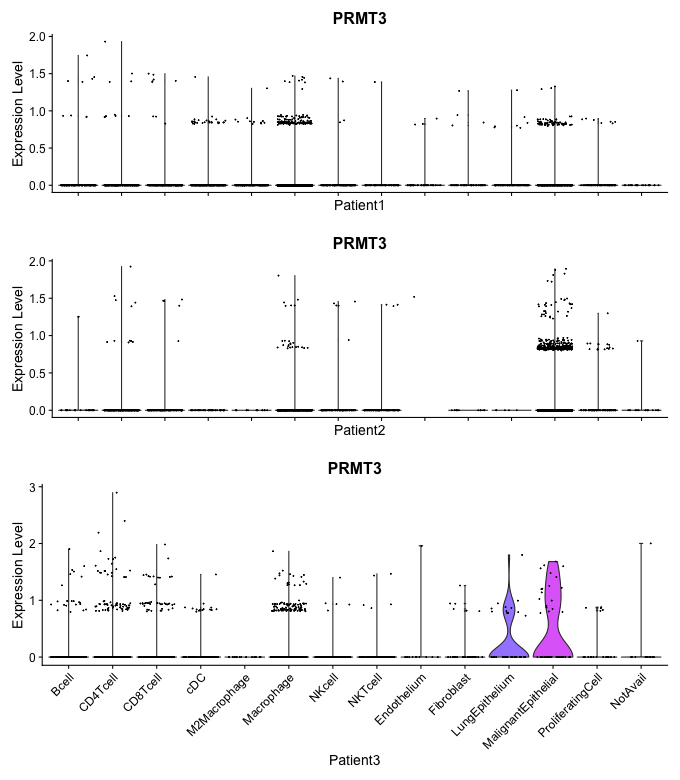 PRMT3
Expression Level
2.0
1.5
1.0
0.5
0.0
Patient1
PRMT3
Expression Level
2.0
1.5
1.0
0.5
0.0
Patient2
PRMT3
Expression Level
3
2
1
0
Bcell
CD4Tcell
CD8Tcell
cDC
M2Macrophage
Macrophage
NKcell
NKTcell
Endothelium
Fibroblast
LungEpithelium
MalignantEpithelial
ProliferatingCell
NotAvail
Patient3